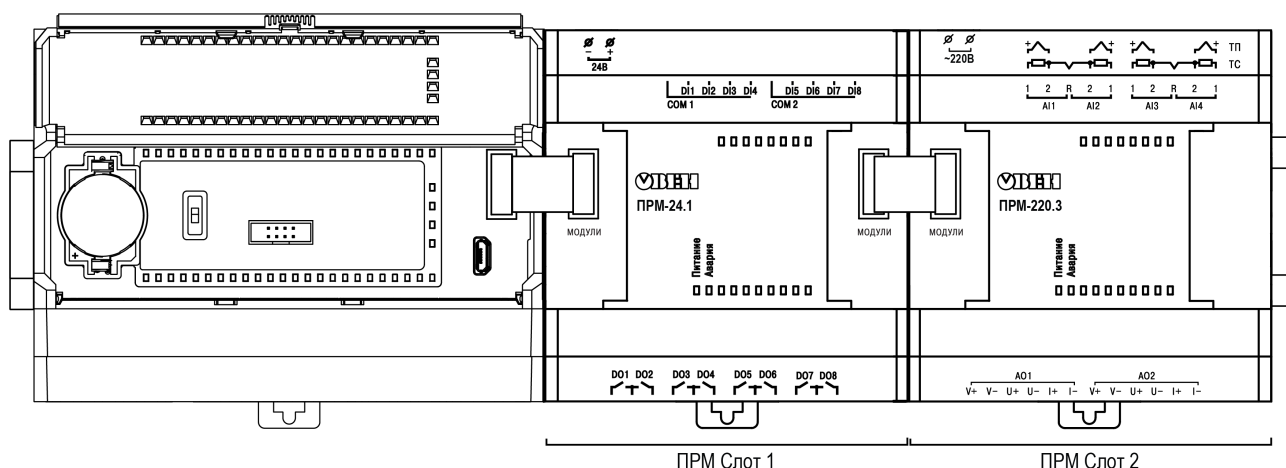 24В
DI1 DI2 DI3 DI4
COM 1
DI5 DI6 DI7 DI8
COM 2
~220В
ТП
ТС
1 2 R 2 1
AI1 AI2
1 2 R 2 1
AI3 AI4
ОВЕН
ПРМ-24.1
МОДУЛИ
МОДУЛИ
Питание
Авария
DO1 DO2 DO3 DO4 DO5 DO6 DO7 DO8
ОВЕН
ПРМ-220.3
МОДУЛИ
Питание
Авария
AO1
V+ V– U+ U– I+ I–
AO2
V+ V– U+ U– I+ I–
ПРМ Слот 1
ПРМ Слот 2